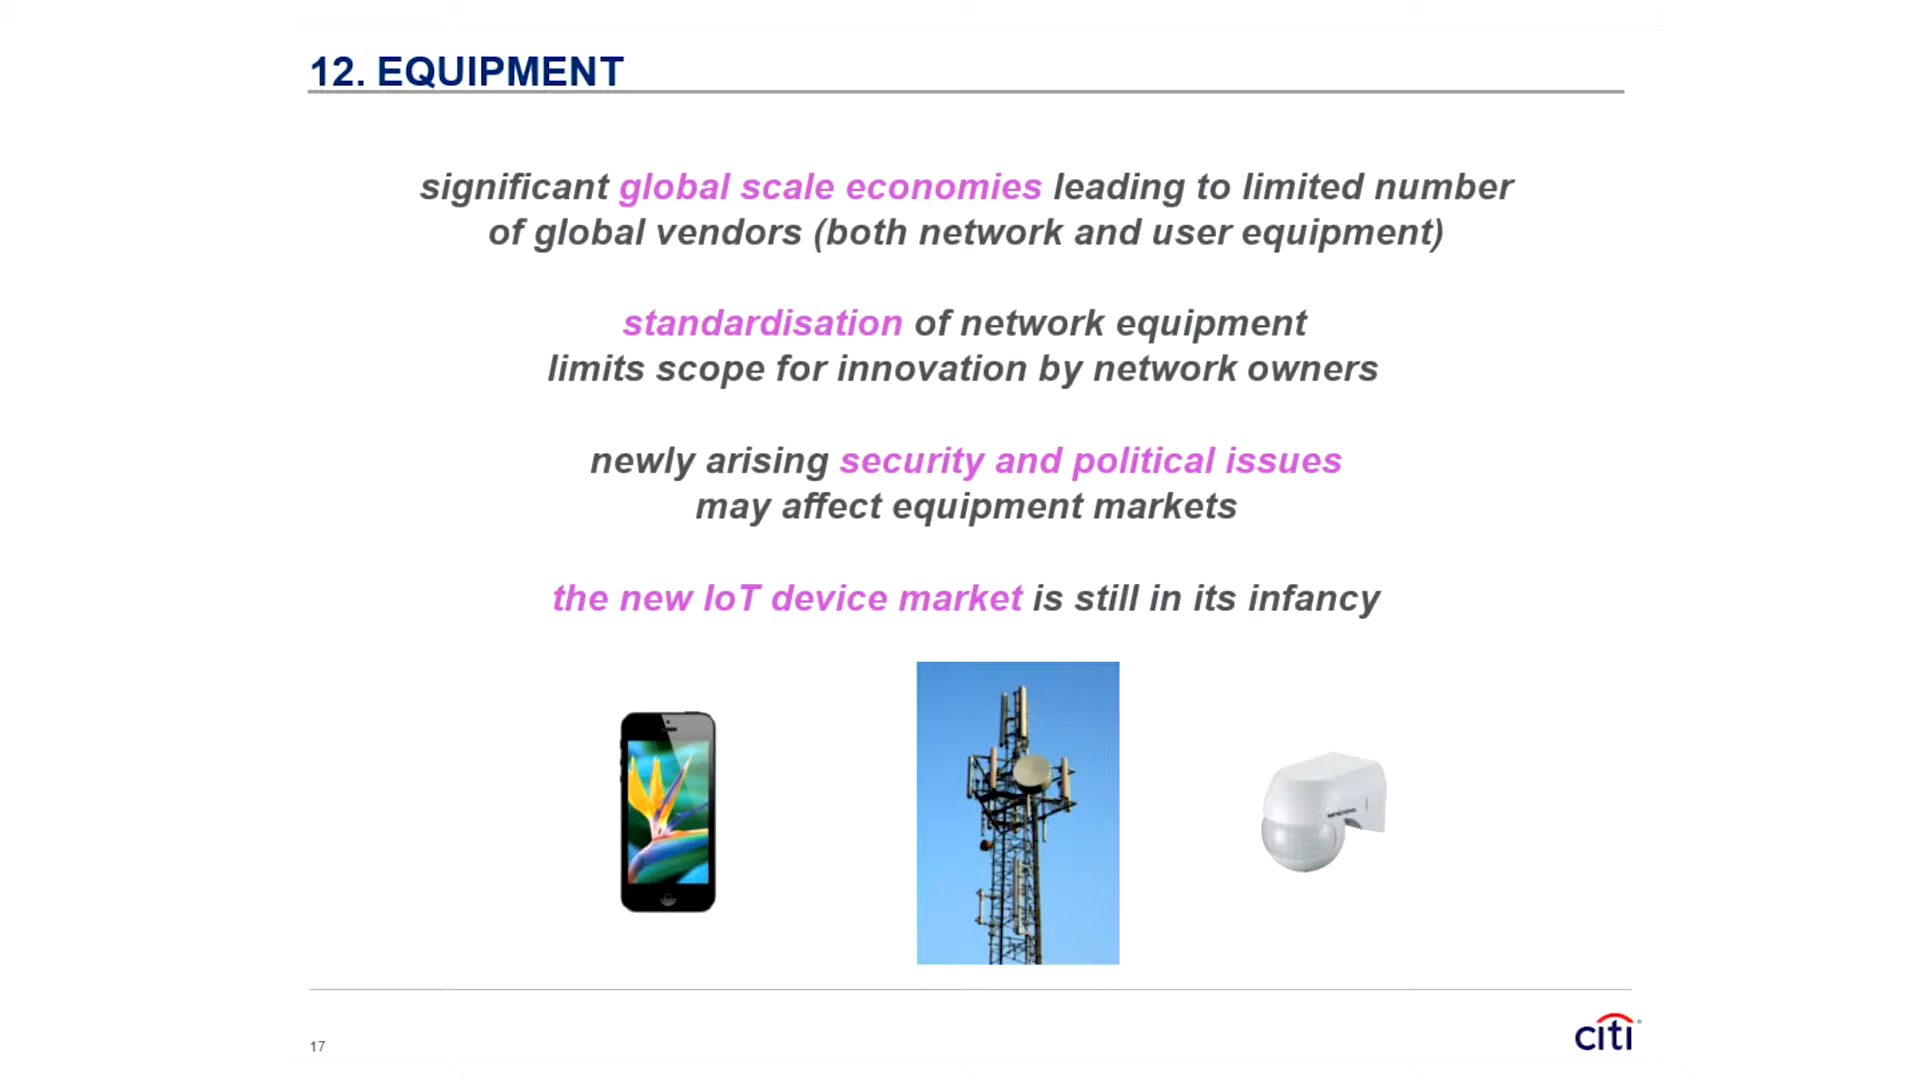 12. EQUIPMENT
significant global scale economies leading to limited number
of global vendors (both network and user equipment)
standardisation of network equipment
limits scope for innovation by network owners
newly arising security and political issues
may affect equipment markets
the new IoT device market is still in its infancy
17
citi